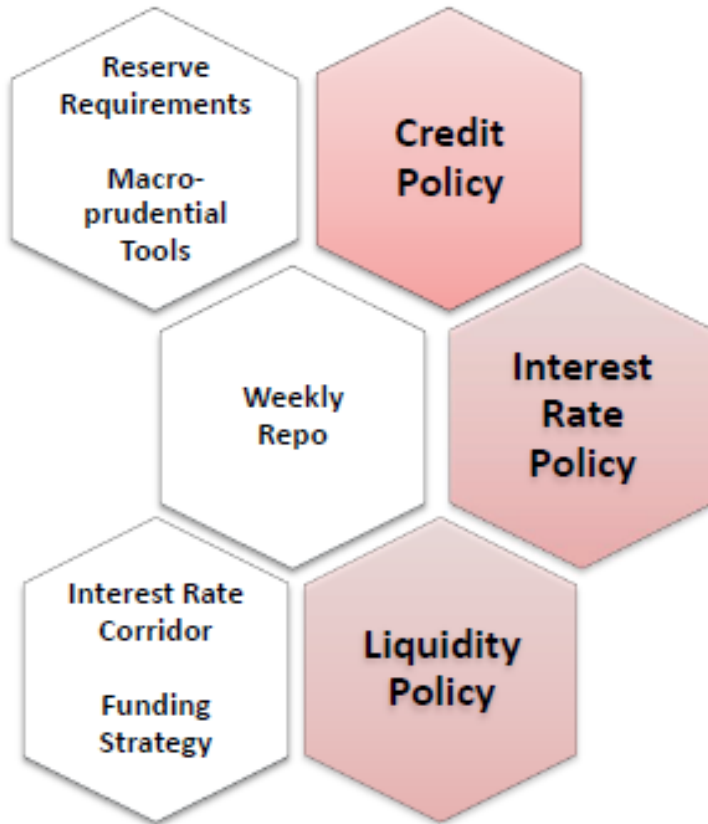 Reserve
Requirements
Macro-
prudential
Tools
Credit
Policy
Weekly
Repo
Interest
Rate
Policy
Interest Rate
Corridor
Funding
Strategy
Liquidity
Policy